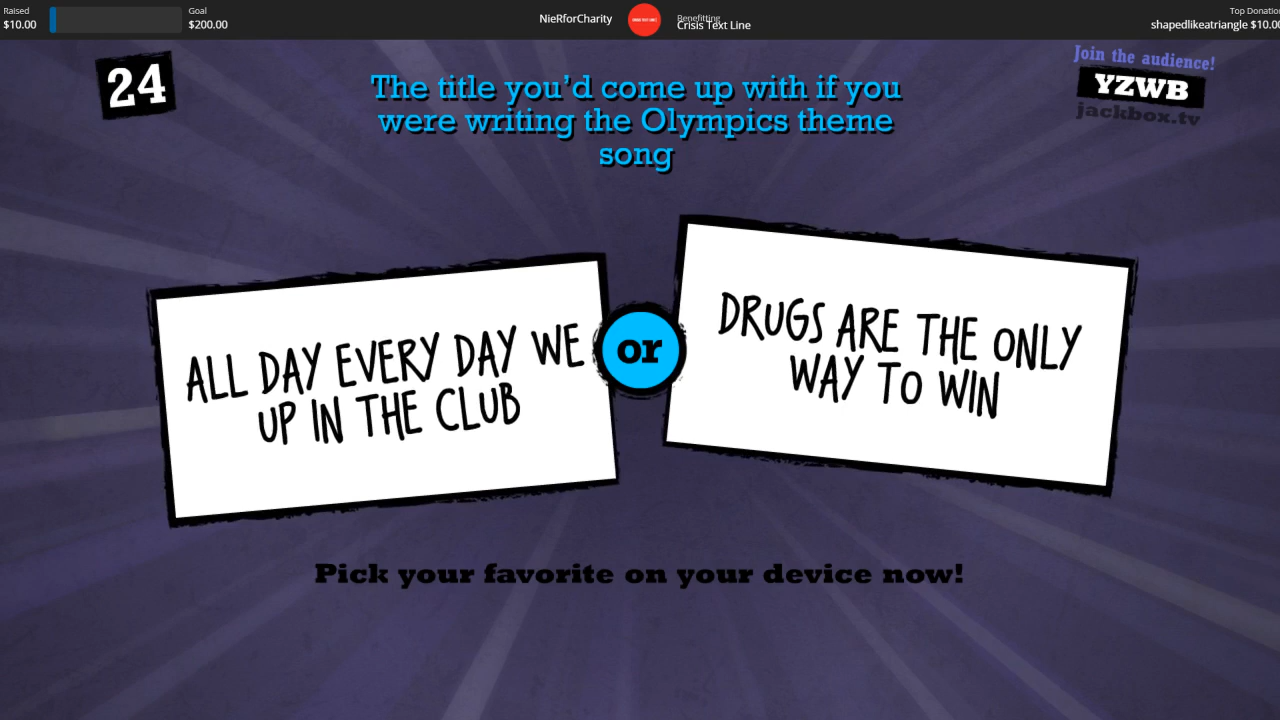 Raised
$10.00
Goal
$200.00
NieRforCharity
Benefitting
Crisis Text Line
Top Donatio
shapedlikeatriangle $10.00
24
The title you'd come up with if you
were writing the Olympics theme
song
Join the audience!
YZWB
jackbox.tv
ALL DAY EVERY DAY WE
UP IN THE CLUB
or
DRUGS ARE THE ONLY
WAY TO WIN
Pick your favorite on your device now!